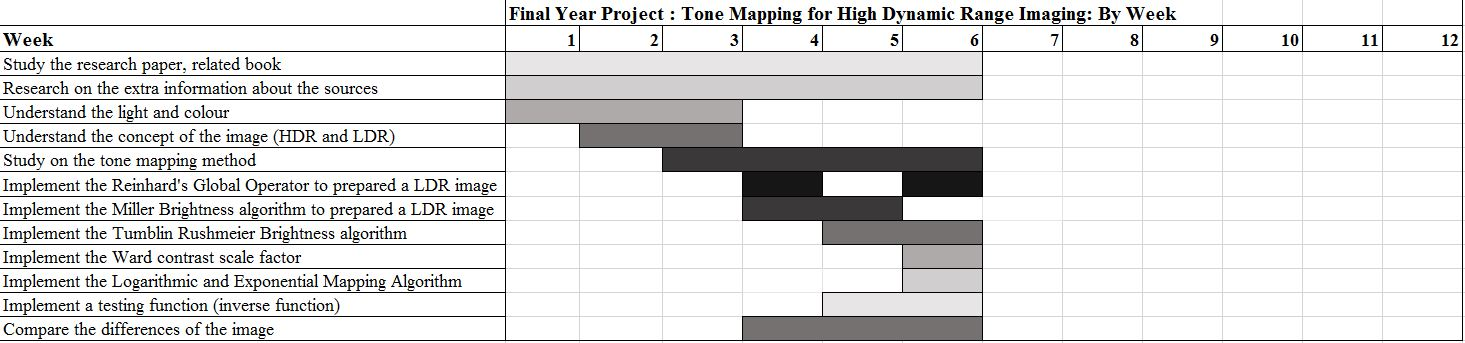 Final Year Project : Tone Mapping for High Dynamic Range Imaging: By Week
Week 1 2 3 4 5 6 7 8 9 10 11 12
Study the research paper, related book
Research on the extra information about the sources
Understand the light and colour
Understand the concept of the image (HDR and LDR)
Study on the tone mapping method
Implement the Reinhard's Global Operator to prepared a LDR image
Implement the Miller Brightness algorithm to prepared a LDR image
Implement the Tumblin Rushmeier Brightness algorithm
Implement the Ward contrast scale factor
Implement the Logarithmic and Exponential Mapping Algorithm
Implement a testing function (inverse function)
Compare the differences of the image